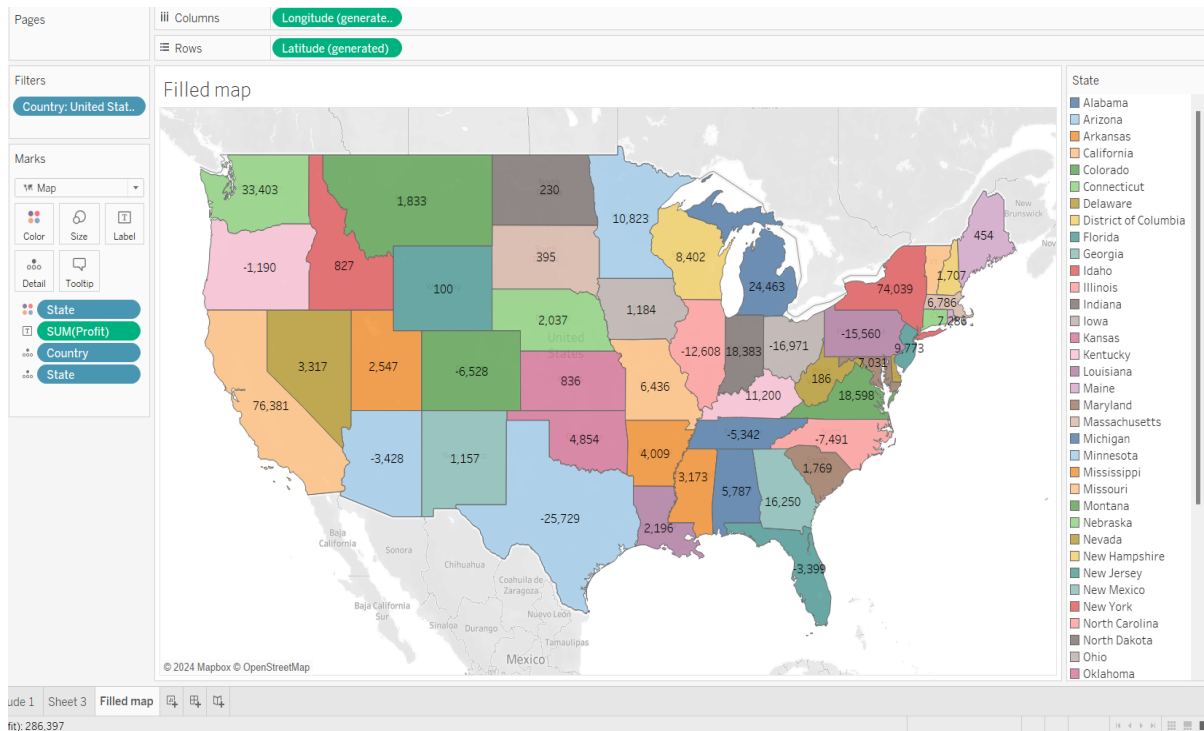 Pages
iii Columns
Longitude (generate..
Rows
Latitude (generated)
Filters
Country: United Stat..
Marks
Map
Color
Size
Label
Detail
Tooltip
State
SUM(Profit)
Country
State
Filled map
33,403
1,833
230
10,823
-1,190
827
100
395
8,402
24,463
454
1,707
74,039
6,786
7,286
-15,560
9,773
76,381
3,317
2,547
-6,528
2,037
1,184
836
-12,608
18,383
-16,971
186
7,031
18,598
6,436
11,200
-5,342
-7,491
-3,428
1,157
4,854
4,009
3,173
5,787
16,250
1,769
-25,729
2,196
-3,399
United
States
New
Brunswick
Nov
Baja
California
Sonora
Chihuahua
Coahuila de
Zaragoza
Baja California
Sur
Sinaloa
Durango
Nuevo León
Tamaulipas
Mexico
© 2024 Mapbox © OpenStreetMap
State
Alabama
Arizona
Arkansas
California
Colorado
Connecticut
Delaware
District of Columbia
Florida
Georgia
Idaho
Illinois
Indiana
Iowa
Kansas
Kentucky
Louisiana
Maine
Maryland
Massachusetts
Michigan
Minnesota
Mississippi
Missouri
Montana
Nebraska
Nevada
New Hampshire
New Jersey
New Mexico
New York
North Carolina
North Dakota
Ohio
Oklahoma
ude 1
Sheet 3
Filled map
fit): 286,397